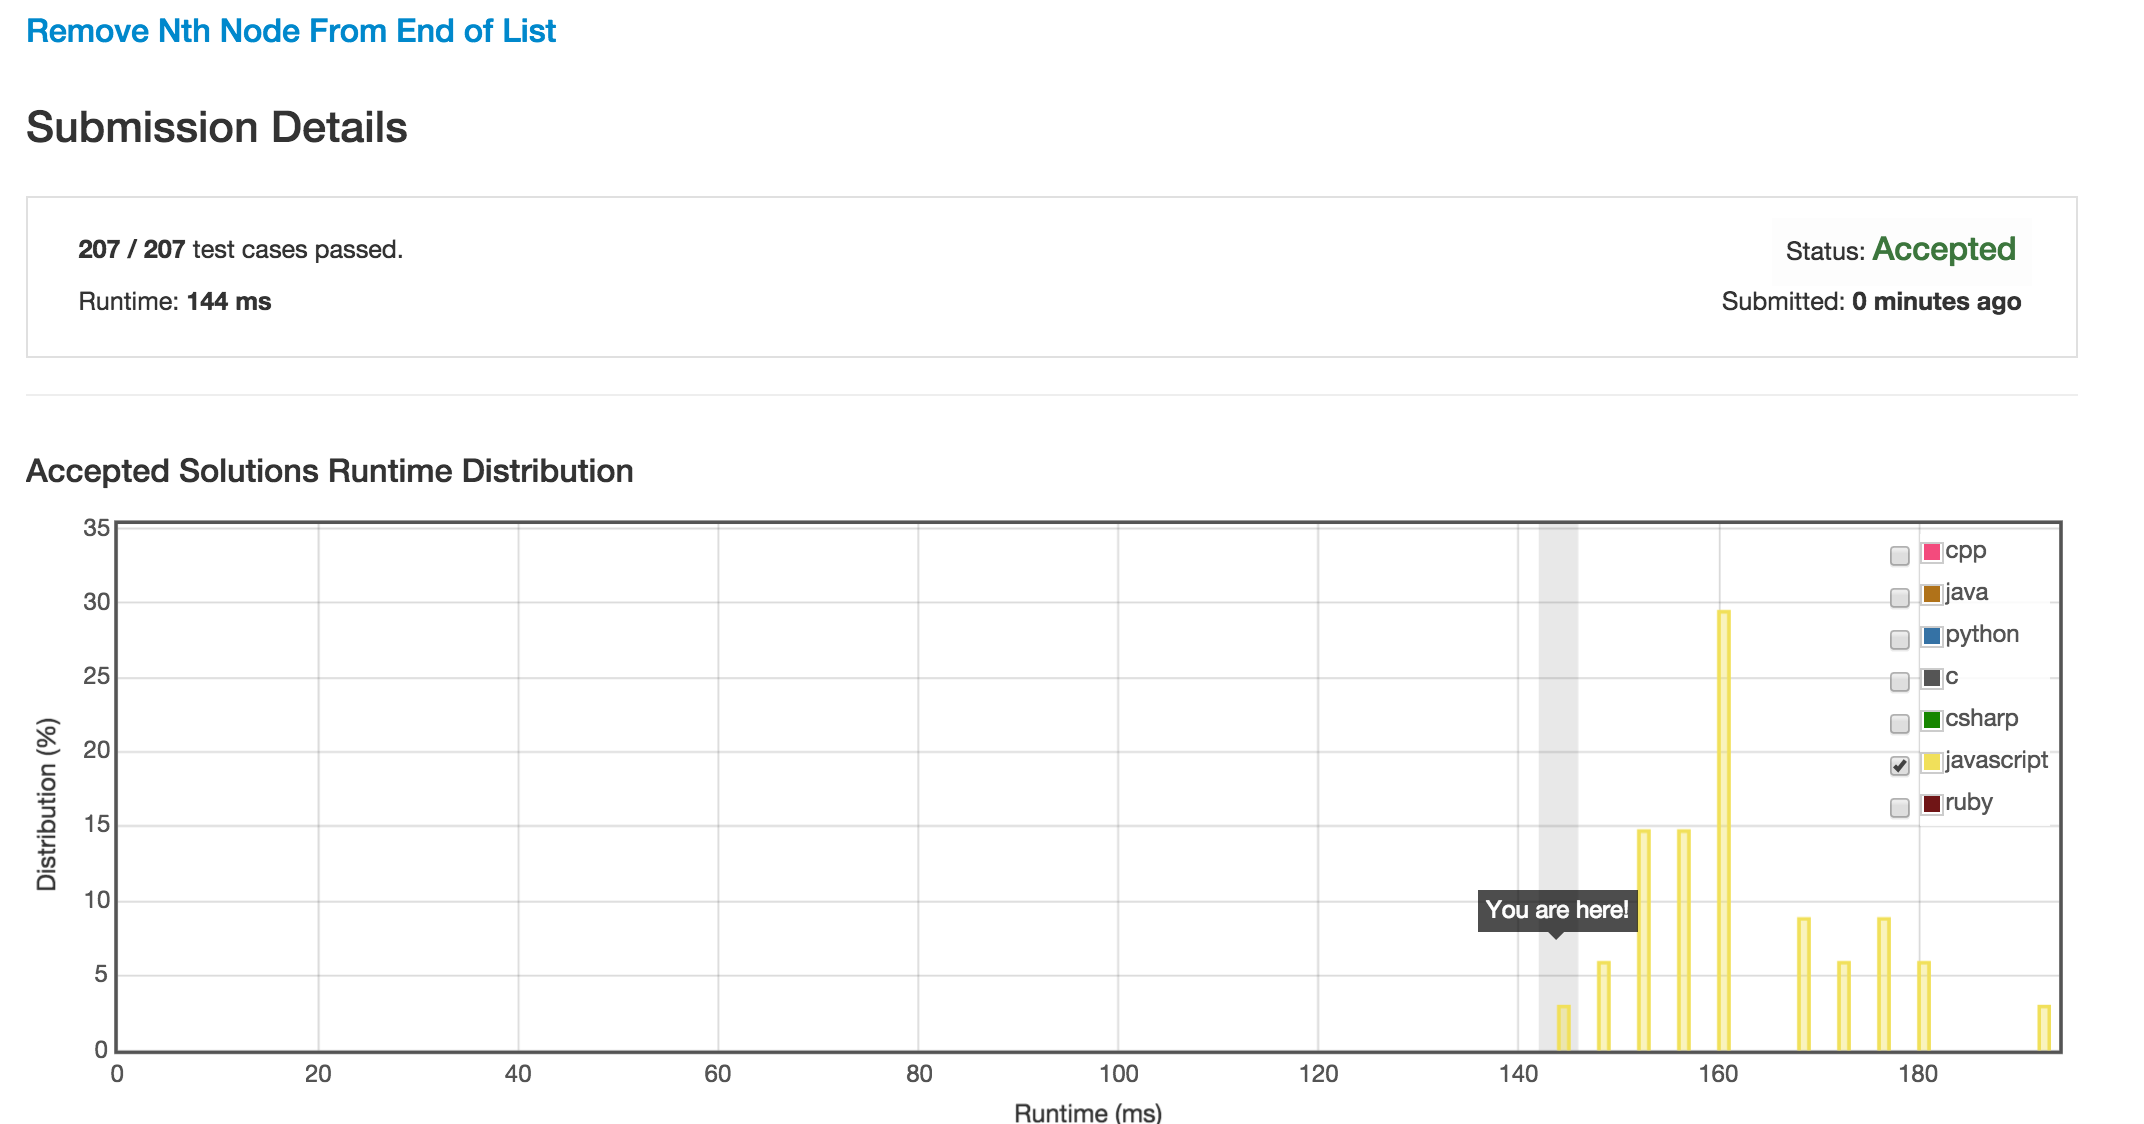 Remove Nth Node From End of List
Submission Details
207 / 207 test cases passed.
Status: Accepted
Runtime: 144 ms
Submitted: 0 minutes ago
Accepted Solutions Runtime Distribution
35
30
25
20
15
10
5
0
Distribution (%)
cpp
java
python
c
csharp
javascript
ruby
You are here!
0 20 40 60 80 100 120 140 160 180
Runtime (ms)